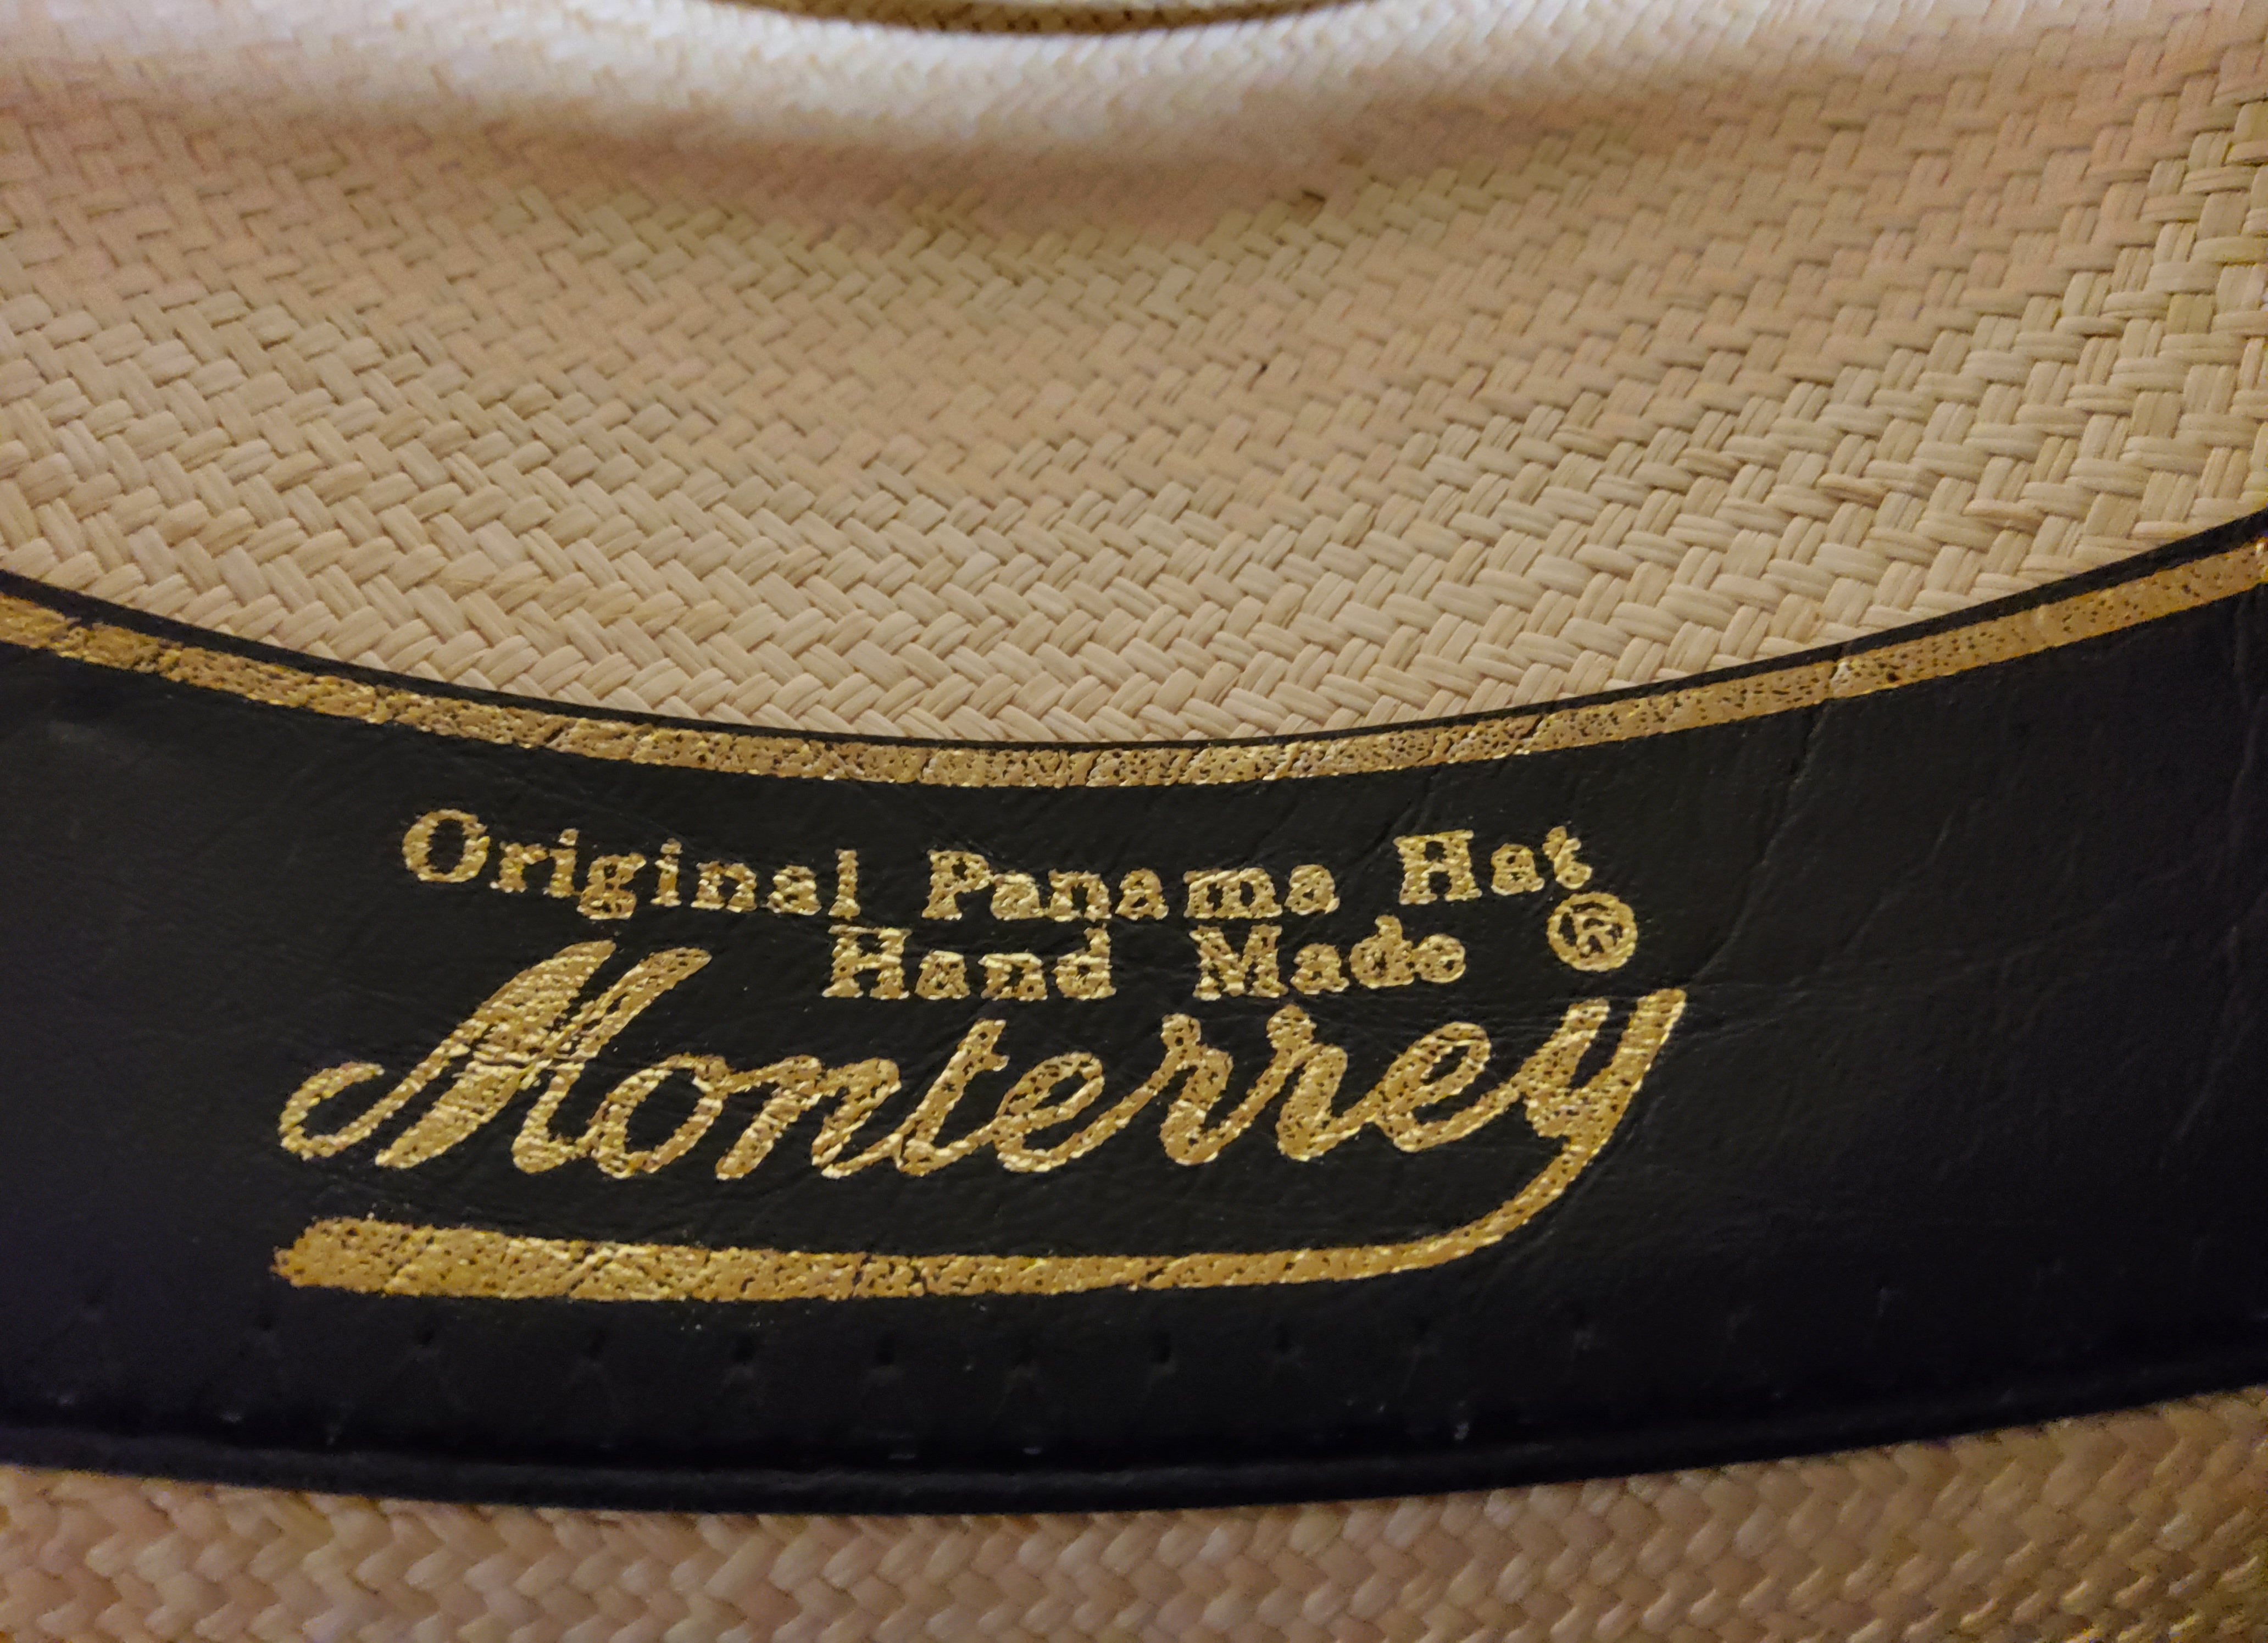 Original Panama Hat
Hand Made ®
Monterrey